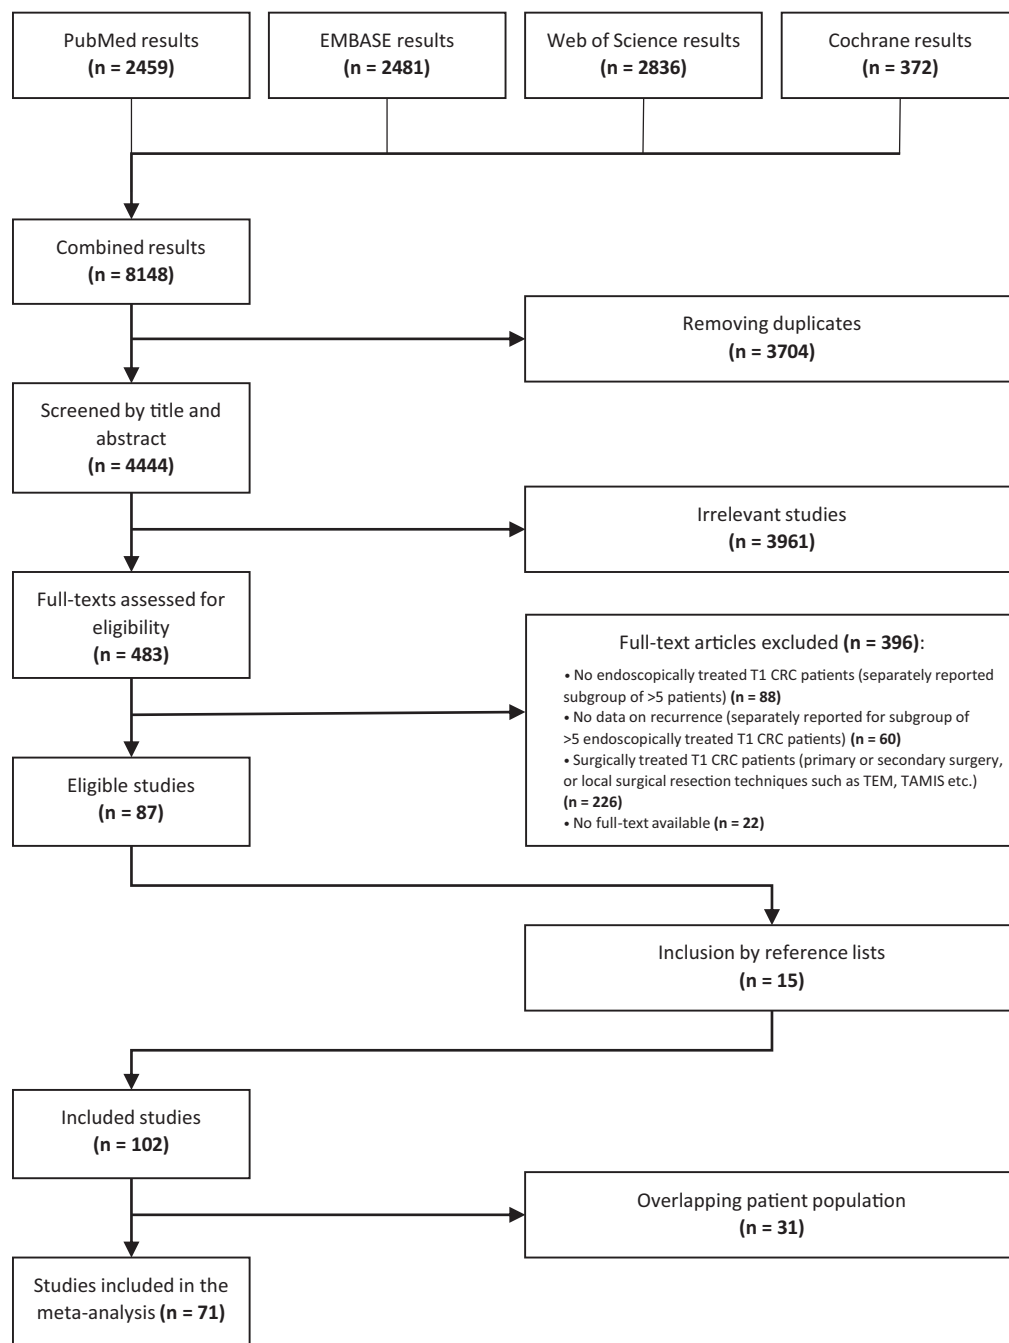 PubMed results
(n = 2459)
EMBASE results
(n = 2481)
Web of Science results
(n = 2836)
Cochrane results
(n = 372)
Combined results
(n = 8148)
Removing duplicates
(n = 3704)
Screened by title and
abstract
(n = 4444)
Irrelevant studies
(n = 3961)
Full-texts assessed for
eligibility
(n = 483)
Full-text articles excluded (n = 396):
• No endoscopically treated T1 CRC patients (separately reported
subgroup of >5 patients) (n = 88)
• No data on recurrence (separately reported for subgroup of
>5 endoscopically treated T1 CRC patients) (n = 60)
• Surgically treated T1 CRC patients (primary or secondary surgery,
or local surgical resection techniques such as TEM, TAMIS etc.)
(n = 226)
• No full-text available (n = 22)
Eligible studies
(n = 87)
Inclusion by reference lists
(n = 15)
Included studies
(n = 102)
Overlapping patient population
(n = 31)
Studies included in the
meta-analysis (n = 71)